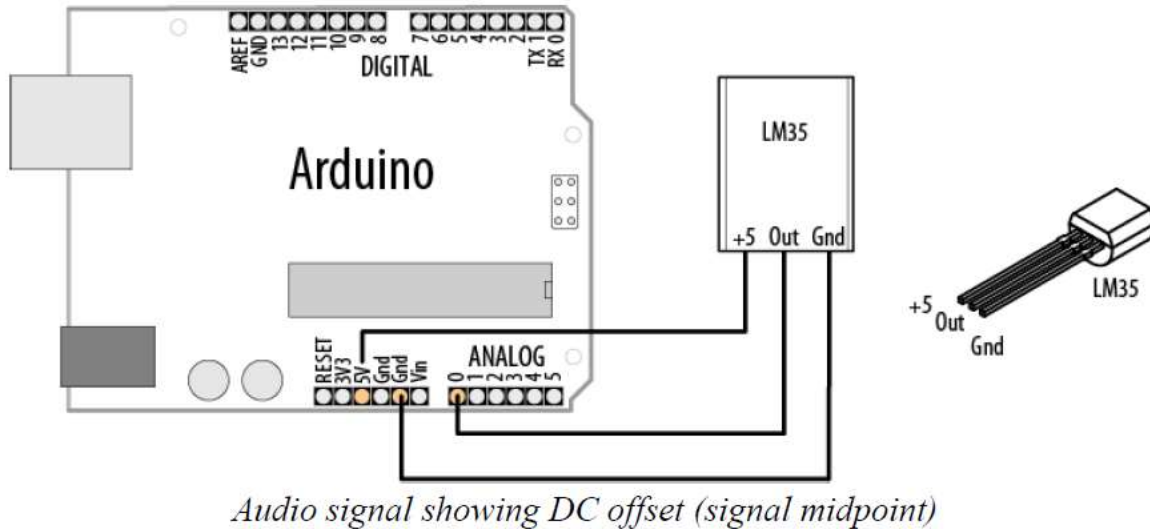 AREF
GND
13
12
11
10
9
8
7
6
5
4
3
2
TX 1
RX 0
DIGITAL
Arduino
LM35
+5 Out Gnd
+5
Out
Gnd
LM35
RESET
3V3
5V
Gnd
Gnd
Vin
ANALOG
0
1
2
3
4
5
Audio signal showing DC offset (signal midpoint)